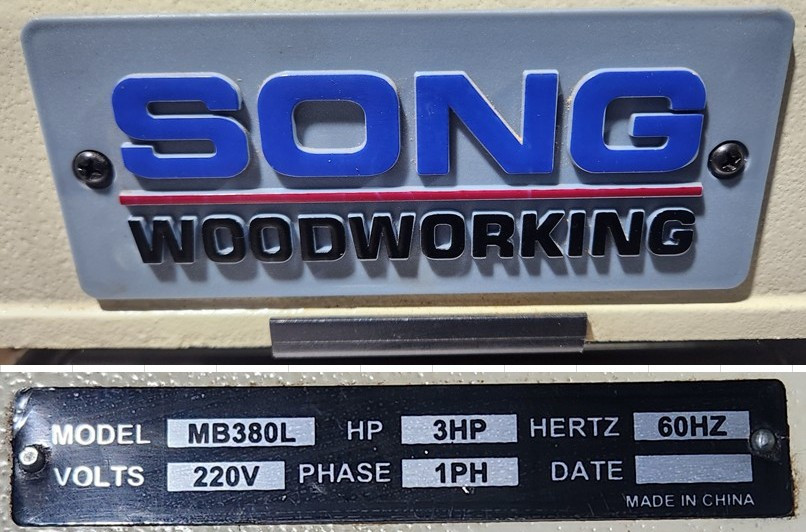 SONG
WOODWORKING
MODEL MB380L HP 3HP HERTZ 60HZ
VOLTS 220V PHASE 1PH DATE
MADE IN CHINA